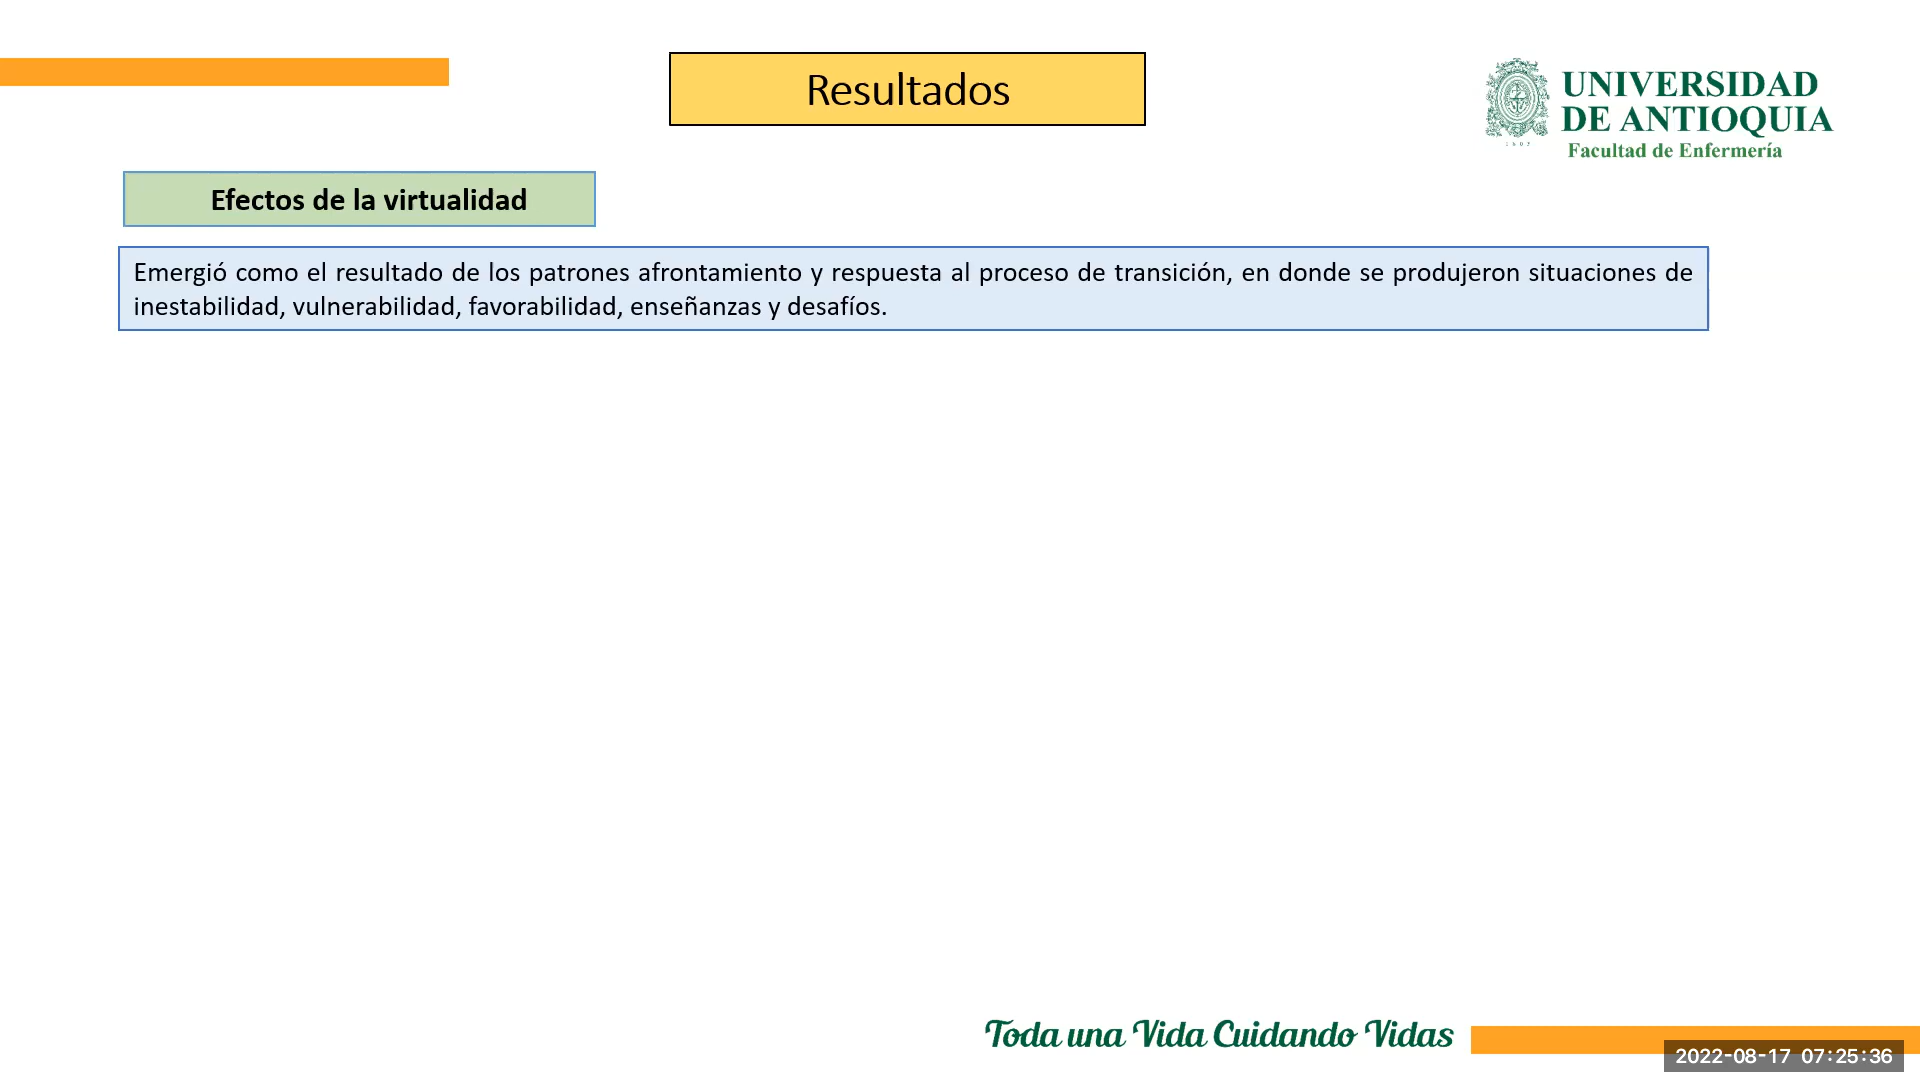 Resultados
UNIVERSIDAD
DE ANTIOQUIA
Facultad de Enfermería
1803
Efectos de la virtualidad
Emergió como el resultado de los patrones afrontamiento y respuesta al proceso de transición, en donde se produjeron situaciones de
inestabilidad, vulnerabilidad, favorabilidad, enseñanzas y desafíos.
Toda una Vida Cuidando Vidas
2022-08-17 07:25:36